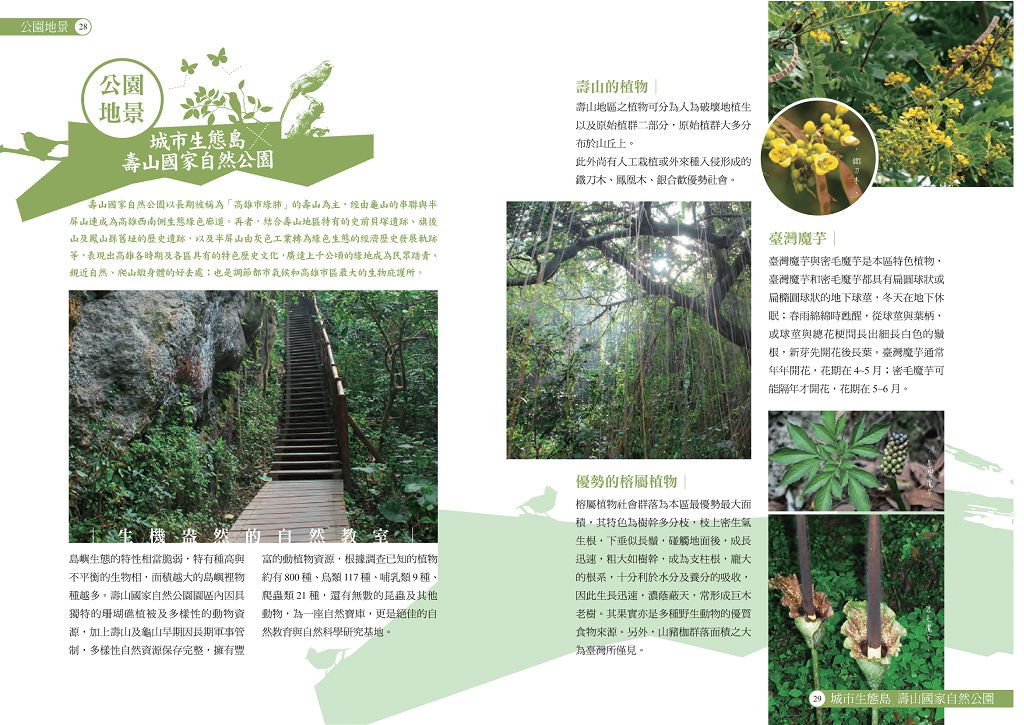 公園地景 28
公園
地景
城市生態島
壽山國家自然公園
壽山國家自然公園以長期被稱為「高雄市綠肺」的壽山為主，經由龜山的串聯與半
屏山連成為高雄西南側生態綠色廊道。再者，結合壽山地區特有的史前貝塚遺跡、旗後
山及鳳山縣舊址的歷史遺跡，以及半屏山由灰色工業轉為綠色生態的經濟歷史發展軌跡
等，表現出高雄各時期及各區具有的特色歷史文化，廣達上千公頃的綠地成為民眾踏青、
親近自然、爬山鍛身體的好去處；也是調節都市氣候和高雄市區最大的生物庇護所。
生機盎然的自然教室
島嶼生態的特性相當脆弱，特有種高與
不平衡的生物相，而積越大的島嶼裡物
種越多。壽山國家自然公園園區內因具
獨特的珊瑚礁植被及多樣性的動物資
源，加上壽山及龜山早期因長期軍事管
制，多樣性自然資源保存完整，擁有豐
富的動植物資源，根據調查已知的植物
約有 800 種、鳥類 117 種、哺乳類 9 種、
爬蟲類 21 種，還有無數的昆蟲及其他
動物，為一座自然寶庫，更是絕佳的自
然教育與自然科學研究基地。
壽山的植物
壽山地區之植物可分為人為破壞地植生
以及原始植群二部分，原始植群大多分
布於山丘上。
此外尚有人工栽植或外來種入侵形成的
鐵刀木、鳳凰木、銀合歡優勢社會。
優勢的榕屬植物
榕屬植物社會群落為本區最優勢最大面
積，其特色為樹幹多分枝，枝上密生氣
生根，下垂似長鬚，碰觸地面後，成長
迅速，粗大如樹幹，成為支柱根，龐大
的根系，十分利於水分及養分的吸收，
因此生長迅速，濃蔭蔽天，常形成巨木
老樹。其果實亦是多種野生動物的優質
食物來源。另外，山豬枷群落面積之大
為臺灣所僅見。
鐵刀木
臺灣魔芋
臺灣魔芋與密毛魔芋是本區特色植物，
臺灣魔芋和密毛魔芋都具有扁圓球狀或
扁橢圓球狀的地下球莖，冬天在地下休
眠；春雨綿綿時甦醒，從球莖與葉柄，
或球莖與總花梗間長出細長白色的鬚
根，新芽先開花後長葉。臺灣魔芋通常
年年開花，花期在 4~5 月；密毛魔芋可
能隔年才開花，花期在 5~6 月。
29 城市生態島 壽山國家自然公園